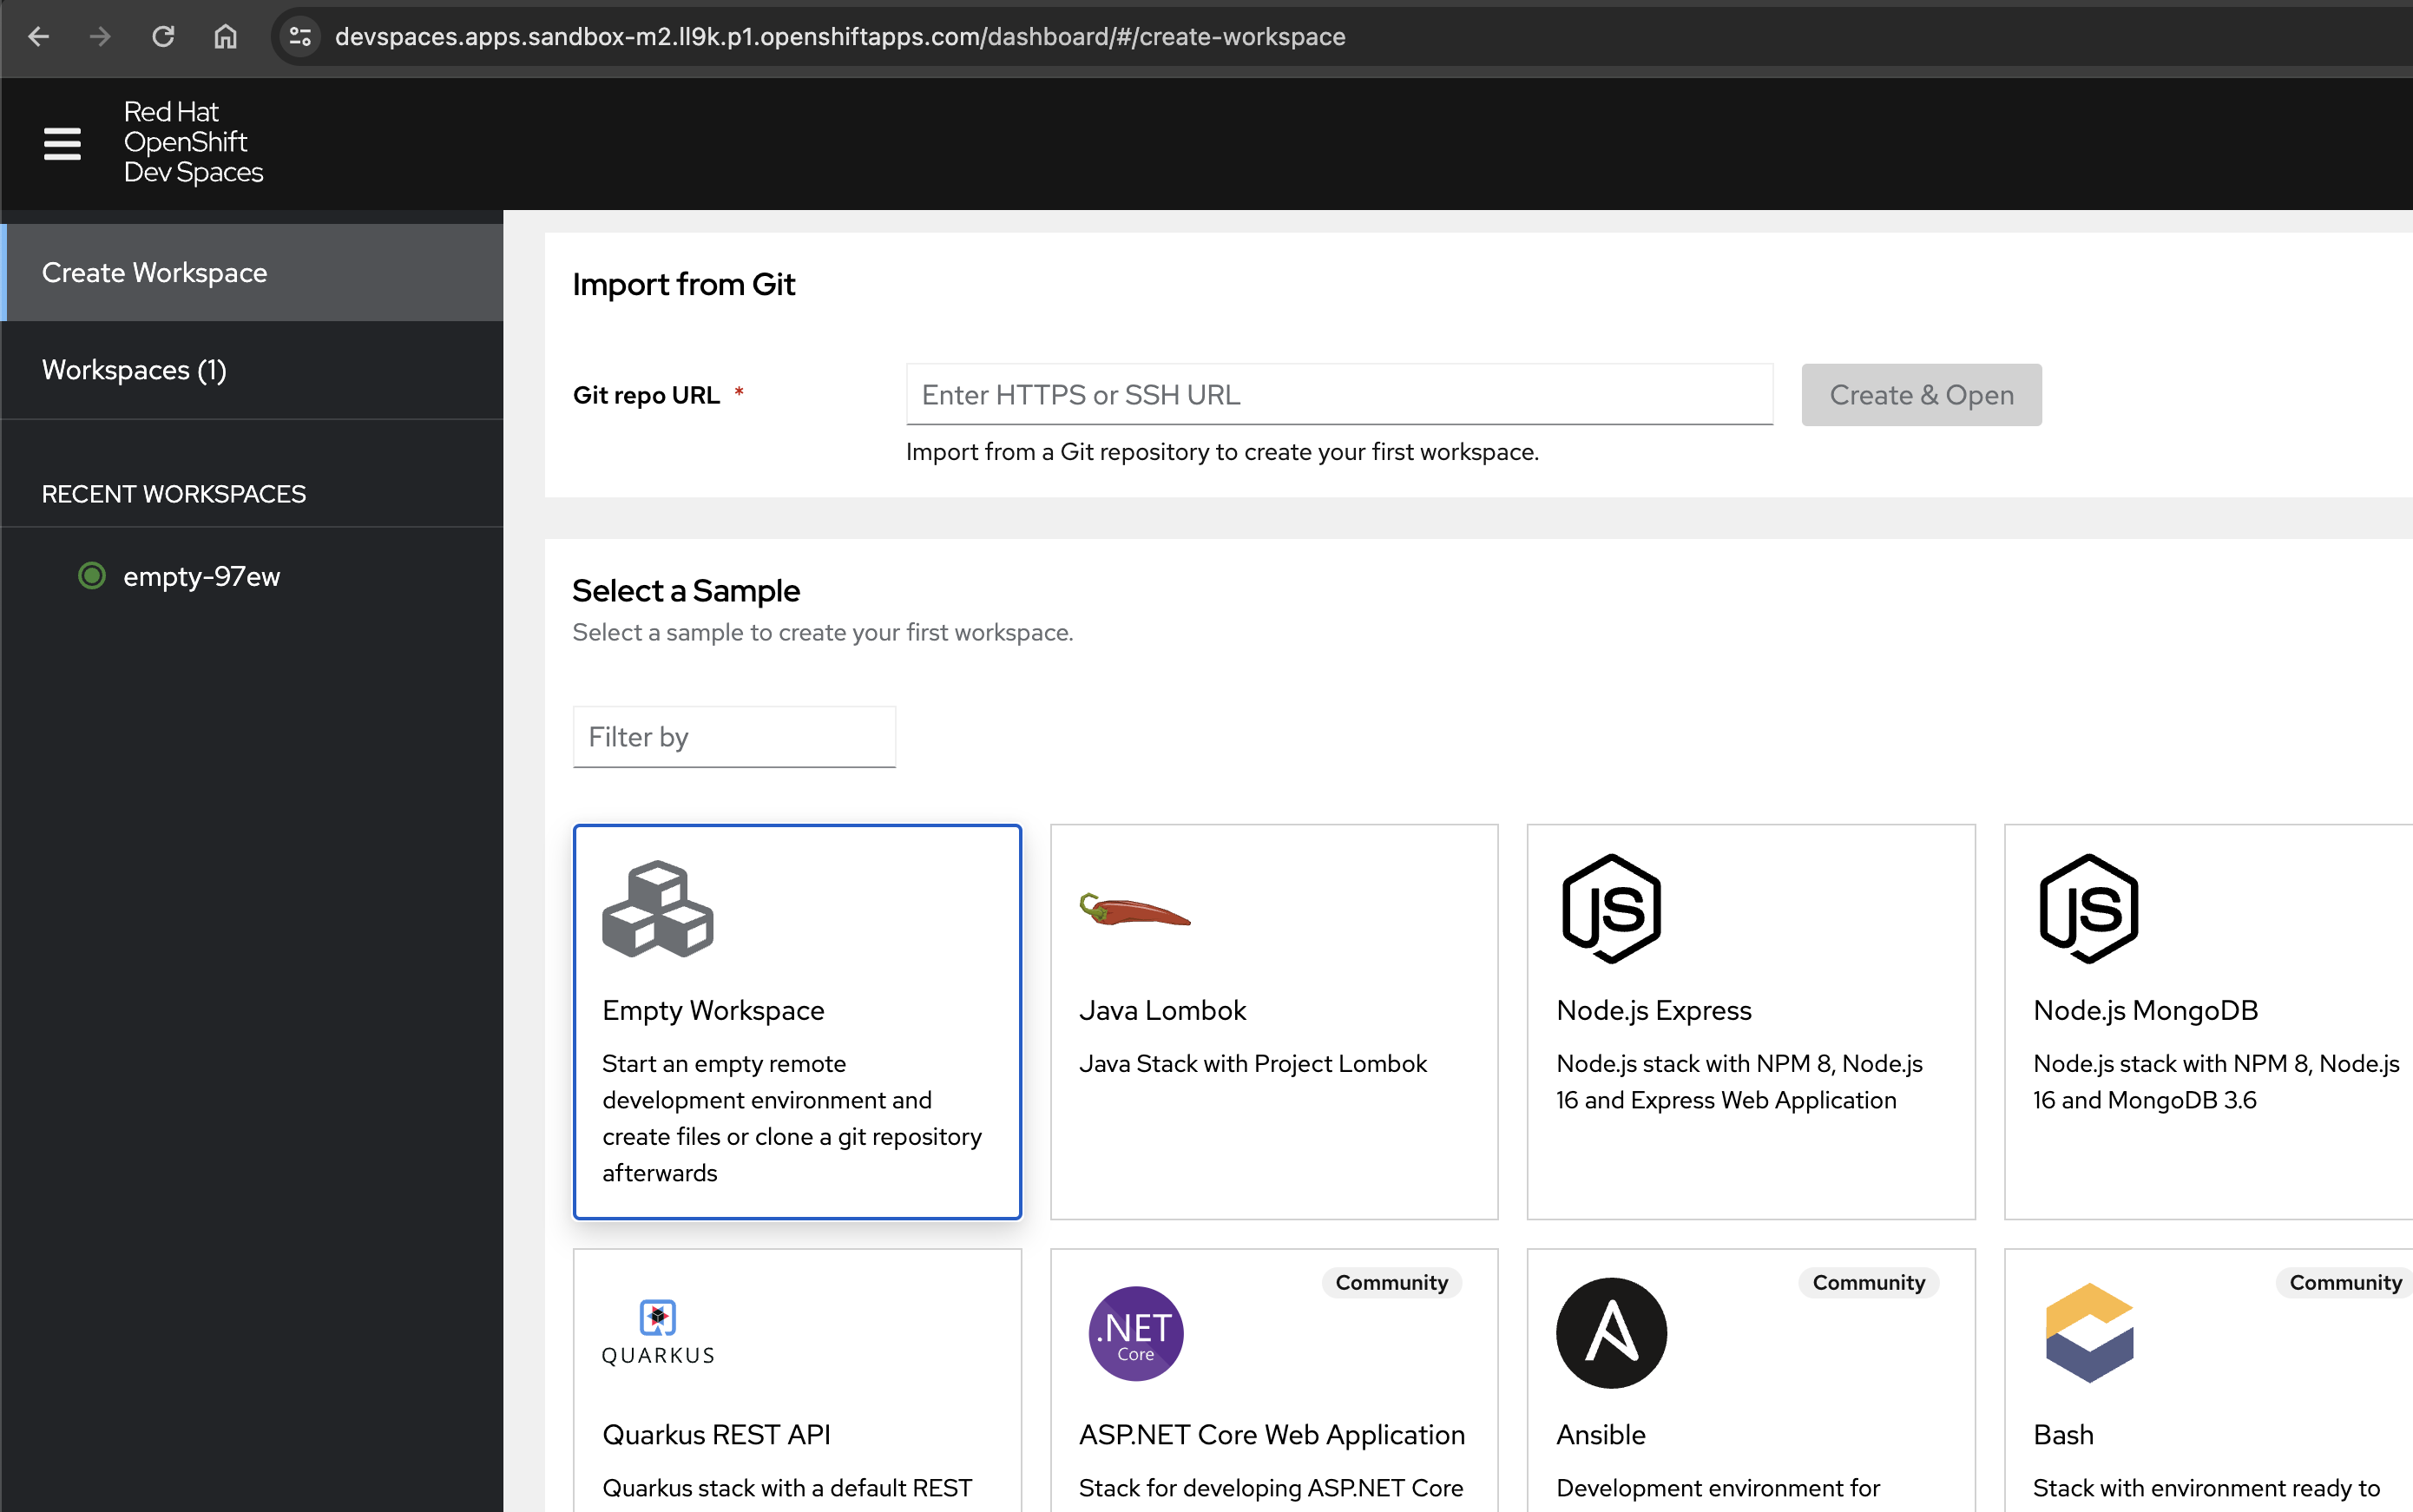 devspaces.apps.sandbox-m2.ll9k.p1.openshiftapps.com/dashboard/#/create-workspace
Red Hat
OpenShift
Dev Spaces
Create Workspace
Workspaces (1)
RECENT WORKSPACES
empty-97ew
Import from Git
Git repo URL *
Enter HTTPS or SSH URL
Create & Open
Import from a Git repository to create your first workspace.
Select a Sample
Select a sample to create your first workspace.
Filter by
Empty Workspace
Start an empty remote
development environment and
create files or clone a git repository
afterwards
Java Lombok
Java Stack with Project Lombok
JS
Node.js Express
Node.js stack with NPM 8, Node.js
16 and Express Web Application
JS
Node.js MongoDB
Node.js stack with NPM 8, Node.js
16 and MongoDB 3.6
QUARKUS
Quarkus REST API
Quarkus stack with a default REST
Community
.NET
Core
ASP.NET Core Web Application
Stack for developing ASP.NET Core
Community
Ansible
Development environment for
Community
Bash
Stack with environment ready to